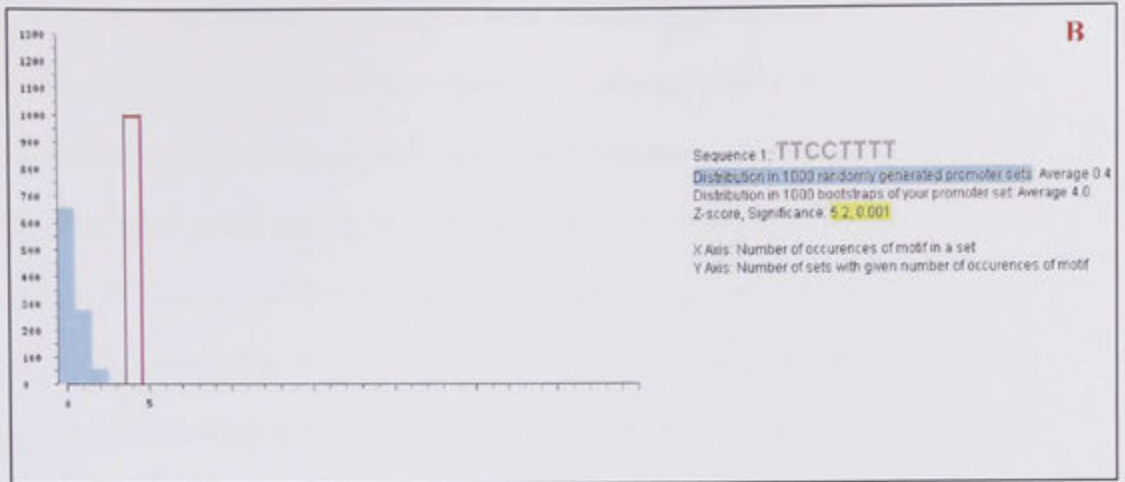 B
1300
1200
1100
1000
900
800
700
600
500
400
300
200
100
0
0
5
Sequence 1: TTCCTTTT
Distribution in 1000 randomly generated promoter sets. Average 0.4
Distribution in 1000 bootstraps of your promoter set. Average 4.0
Z-score, Significance: 5.2, 0.001
X Axis: Number of occurences of motif in a set
Y Axis: Number of sets with given number of occurences of motif